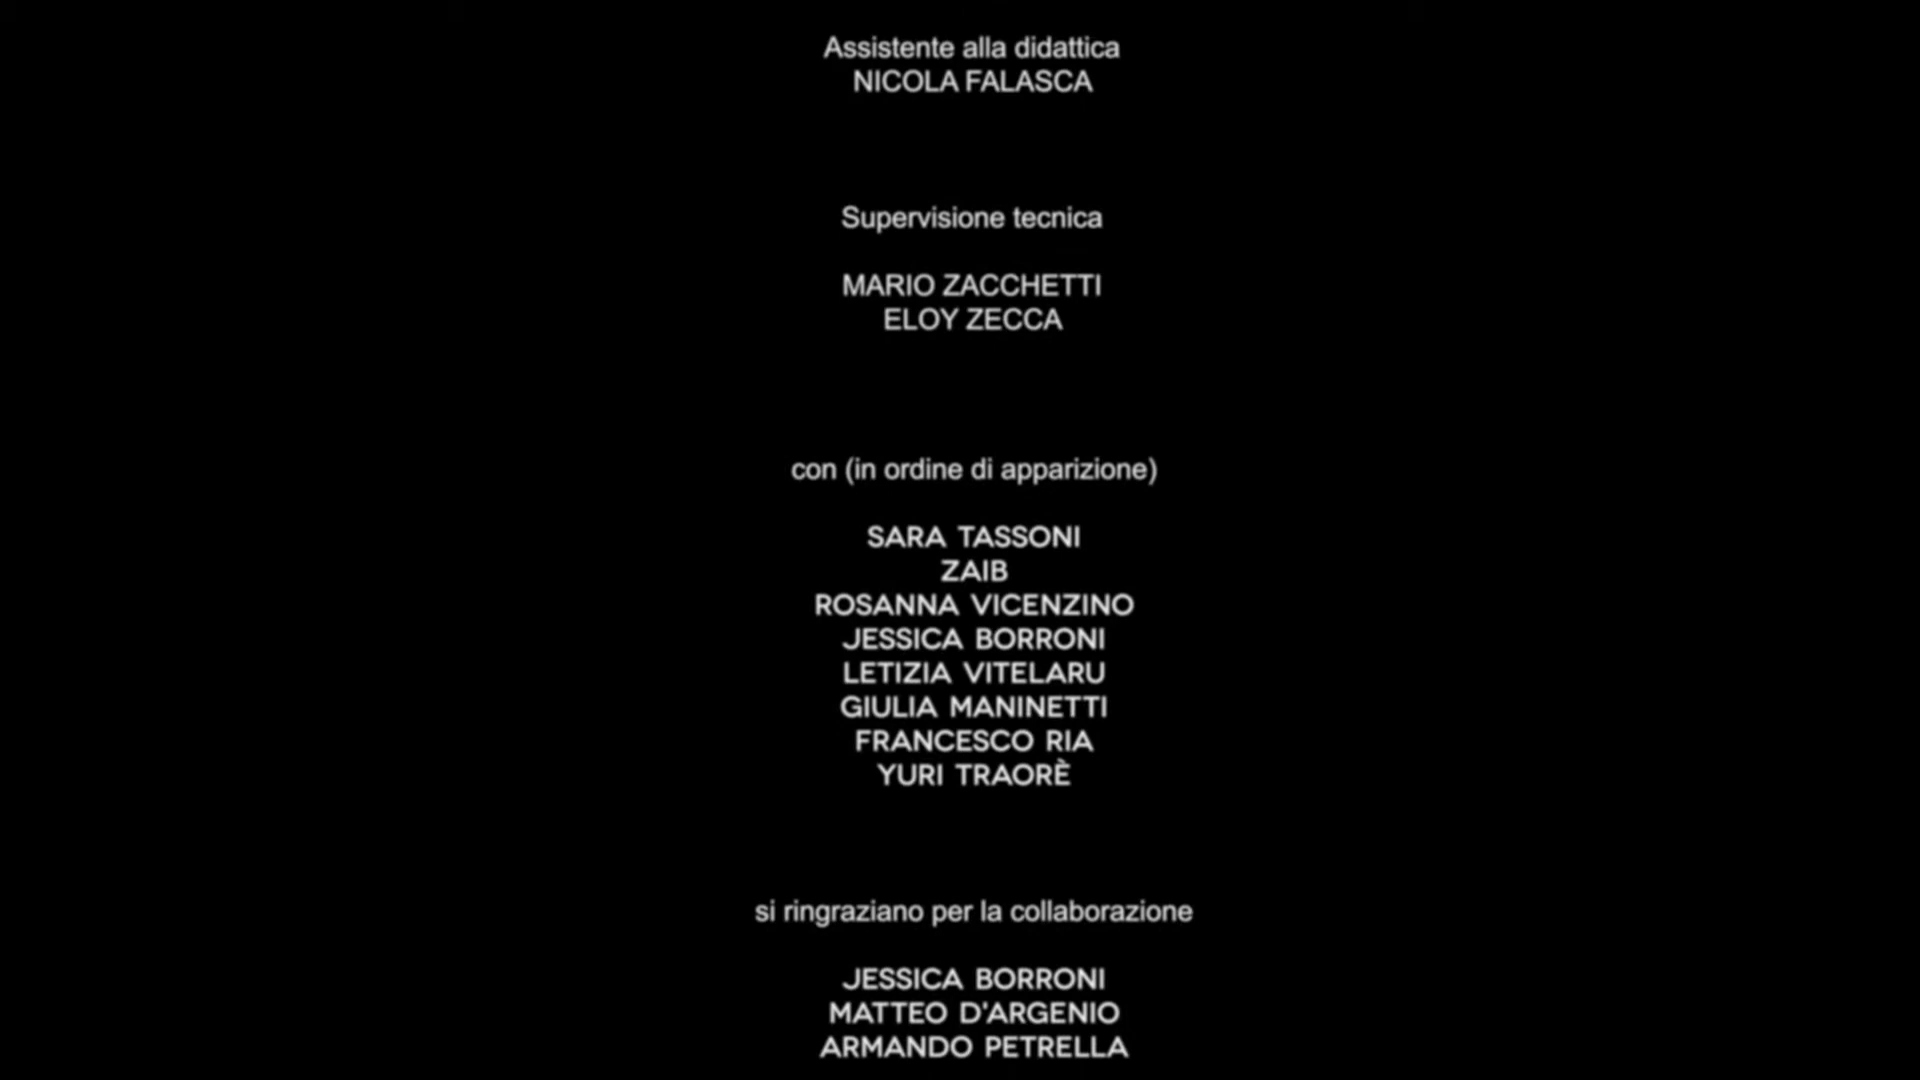 Assistente alla didattica
NICOLA FALASCA
Supervisione tecnica
MARIO ZACCHETTI
ELOY ZECCA
con (in ordine di apparizione)
SARA TASSONI
ZAIB
ROSANNA VICENZINO
JESSICA BORRONI
LETIZIA VITELARU
GIULIA MANINETTI
FRANCESCO RIA
YURI TRAORÈ
si ringraziano per la collaborazione
JESSICA BORRONI
MATTEO D'ARGENIO
ARMANDO PETRELLA